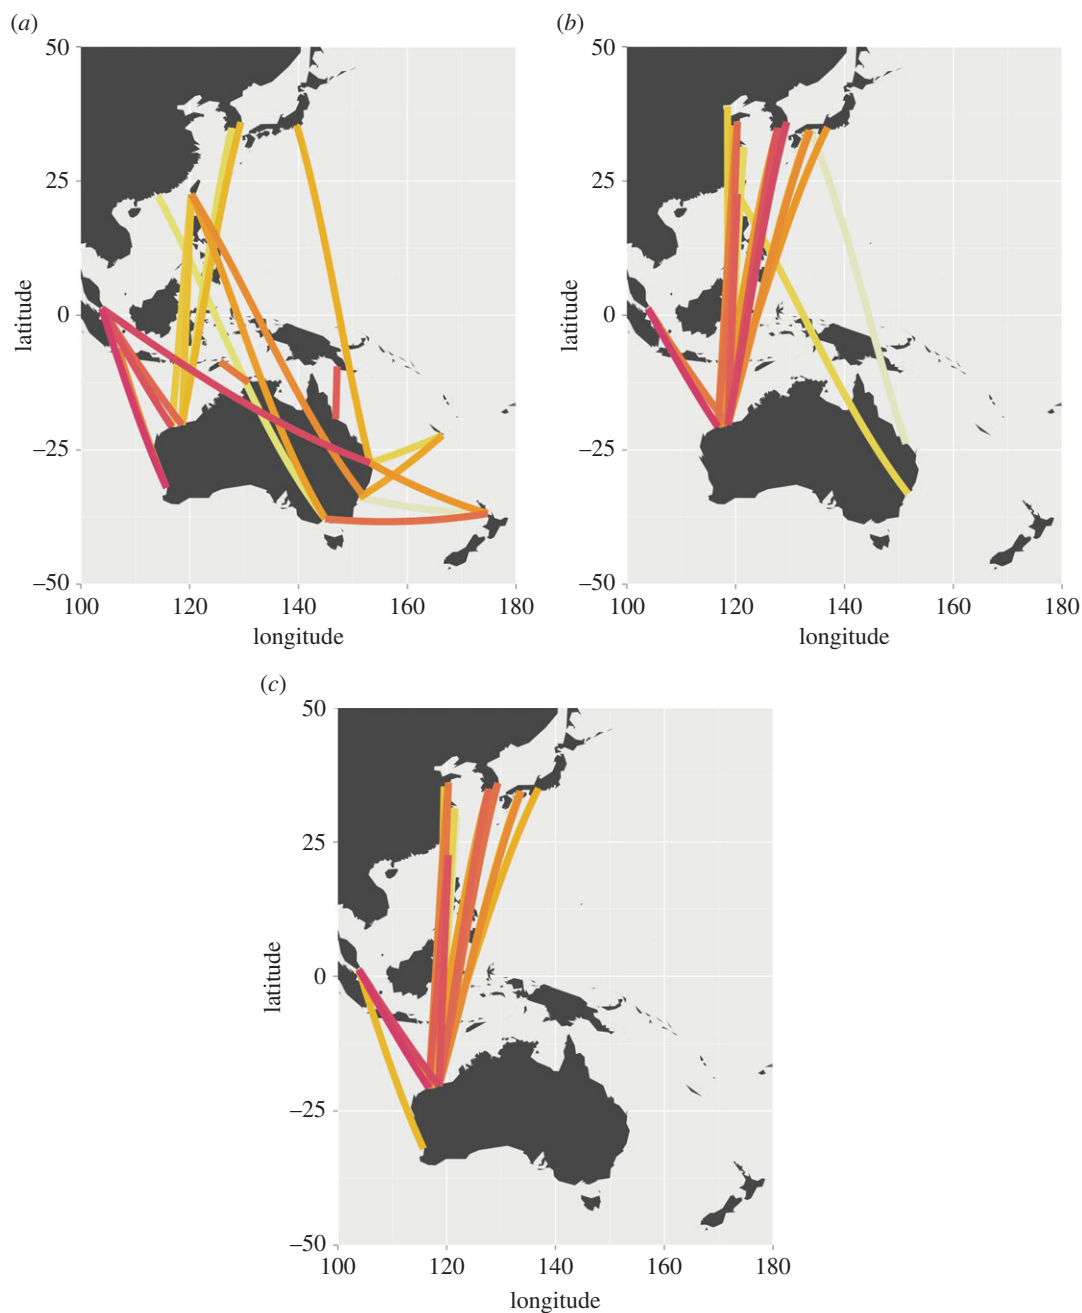 (a) (b)
50 50
25 25
0 0
−25 −25
−50 −50
latitude latitude
100 120 140 160 180 100 120 140 160 180
longitude longitude
(c)
50
25
0
−25
−50
latitude
100 120 140 160 180
longitude